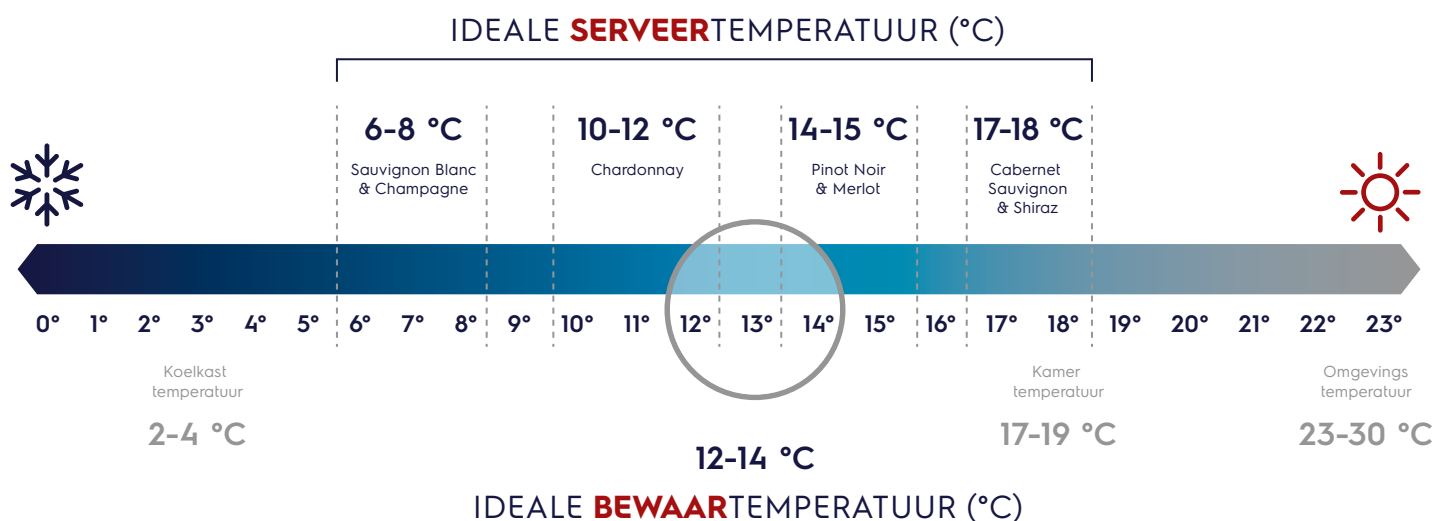 IDEALE SERVEERTEMPERATUUR (°C)
6-8 °C
Sauvignon Blanc
& Champagne
10-12 °C
Chardonnay
14-15 °C
Pinot Noir
& Merlot
17-18 °C
Cabernet
Sauvignon
& Shiraz
0° 1° 2° 3° 4° 5° 6° 7° 8° 9° 10° 11° 12° 13° 14° 15° 16° 17° 18° 19° 20° 21° 22° 23°
Koelkast
temperatuur
2-4 °C
Kamer
temperatuur
17-19 °C
Omgevings
temperatuur
23-30 °C
12-14 °C
IDEALE BEWAARTEMPERATUUR (°C)